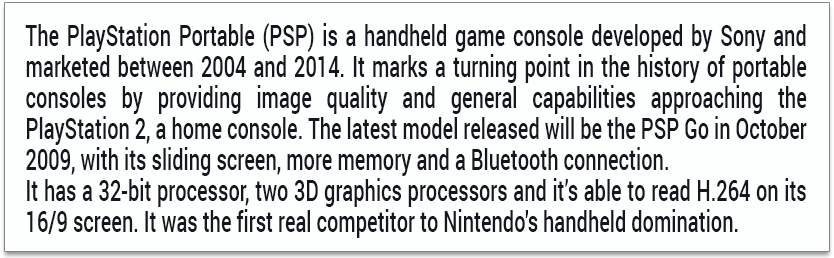 The PlayStation Portable (PSP) is a handheld game console developed by Sony and
marketed between 2004 and 2014. It marks a turning point in the history of portable
consoles by providing image quality and general capabilities approaching the
PlayStation 2, a home console. The latest model released will be the PSP Go in October
2009, with its sliding screen, more memory and a Bluetooth connection.
It has a 32-bit processor, two 3D graphics processors and it's able to read H.264 on its
16/9 screen. It was the first real competitor to Nintendo's handheld domination.